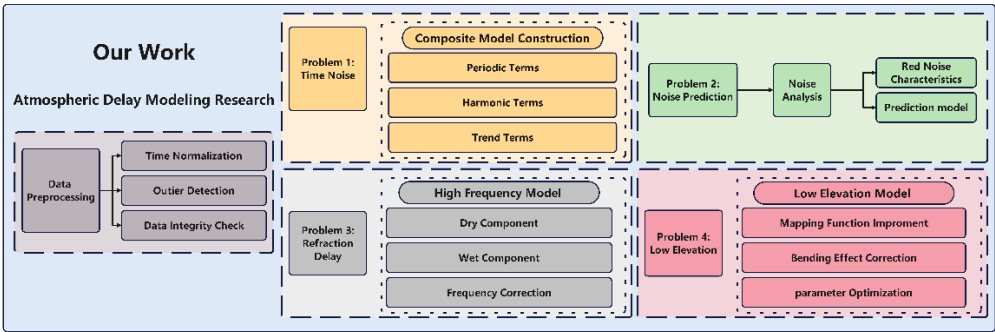 Our Work
Atmospheric Delay Modeling Research
Data
Preprocessing
Time Normalization
Outier Detection
Data Integrity Check
Problem 1:
Time Noise
Composite Model Construction
Periodic Terms
Harmonic Terms
Trend Terms
Problem 2:
Noise Prediction
Noise
Analysis
Red Noise
Characteristics
Prediction model
Problem 3:
Refraction
Delay
High Frequency Model
Dry Component
Wet Component
Frequency Correction
Problem 4:
Low Elevation
Low Elevation Model
Mapping Function Improment
Bending Effect Correction
parameter Optimization